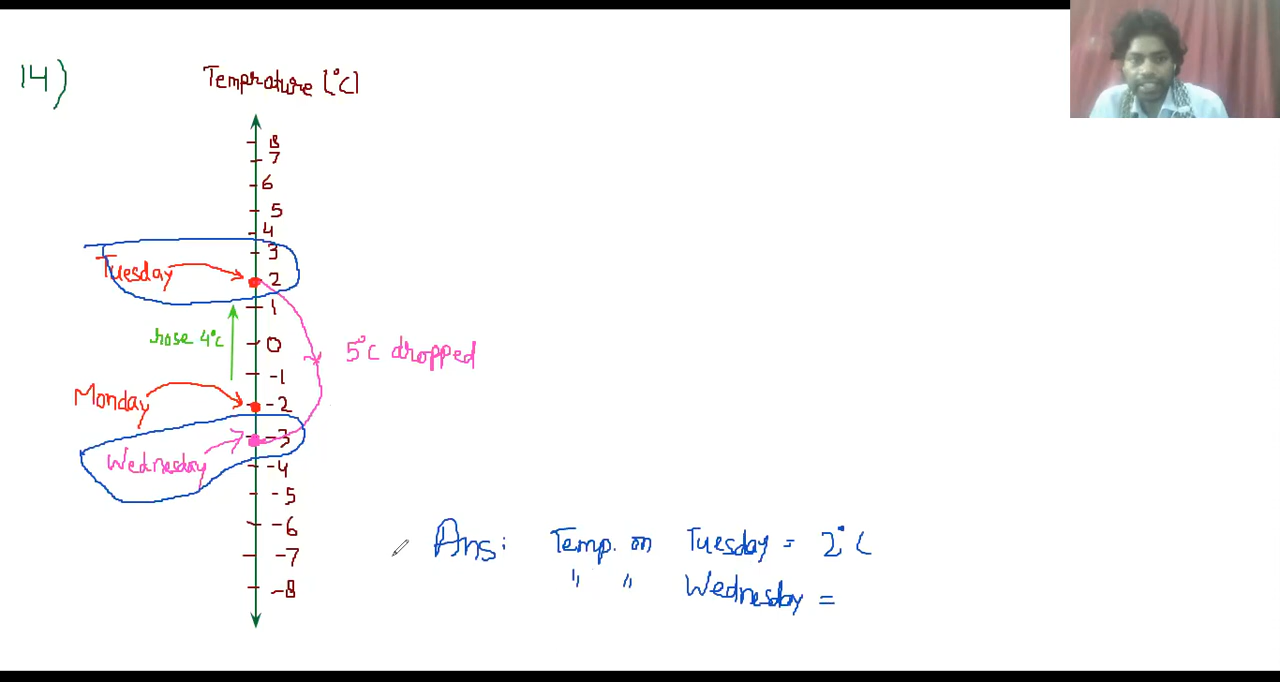 14)
Temprature (°C)
8
7
6
5
4
3
Tuesday
2
1
rose 4°C
0
5°C dropped
-1
Monday
-2
-3
Wednesday
-4
-5
-6
Ans: Temp. on Tuesday = 2°C
-7
" " Wednesday =
-8